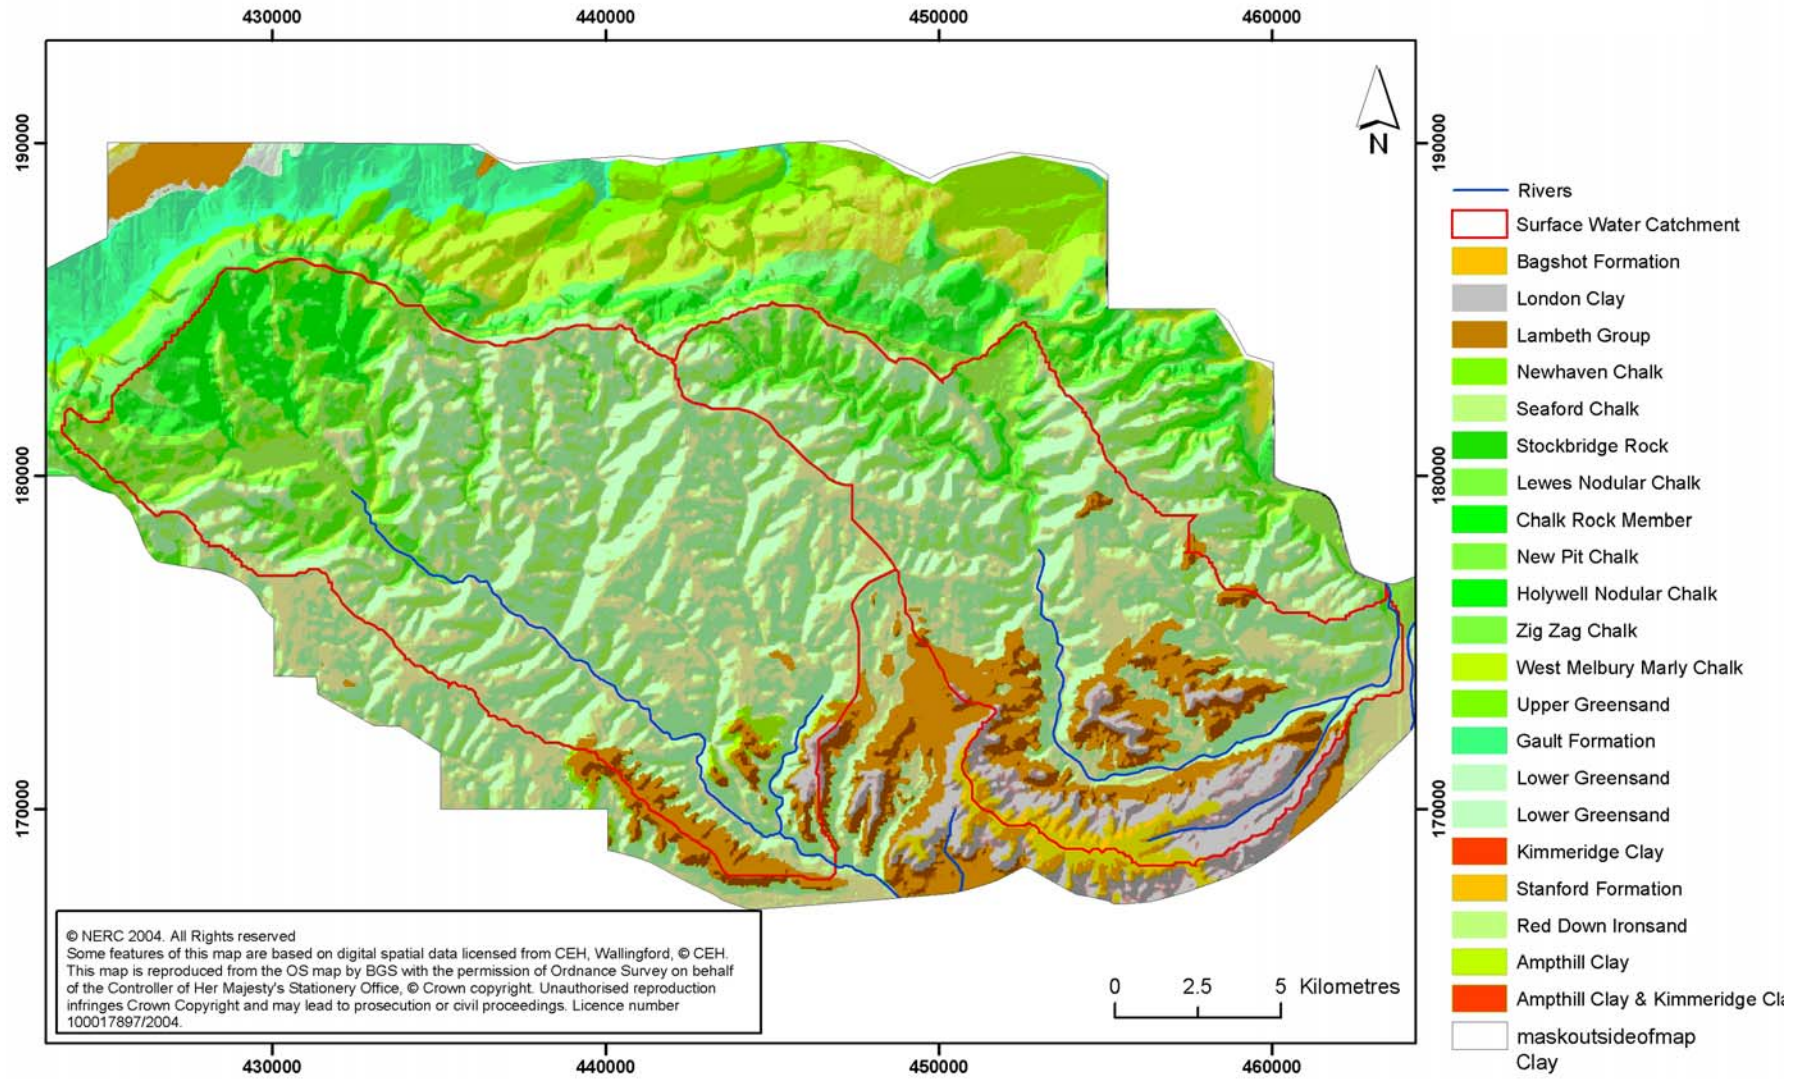 430000
440000
450000
460000
190000
190000
180000
180000
170000
170000
N
Rivers
Surface Water Catchment
Bagshot Formation
London Clay
Lambeth Group
Newhaven Chalk
Seaford Chalk
Stockbridge Rock
Lewes Nodular Chalk
Chalk Rock Member
New Pit Chalk
Holywell Nodular Chalk
Zig Zag Chalk
West Melbury Marly Chalk
Upper Greensand
Gault Formation
Lower Greensand
Lower Greensand
Kimmeridge Clay
Stanford Formation
Red Down Ironsand
Ampthill Clay
Ampthill Clay & Kimmeridge Cla
maskoutsideofmap
Clay
© NERC 2004. All Rights reserved
Some features of this map are based on digital spatial data licensed from CEH, Wallingford, © CEH.
This map is reproduced from the OS map by BGS with the permission of Ordnance Survey on behalf
of the Controller of Her Majesty's Stationery Office, © Crown copyright. Unauthorised reproduction
infringes Crown Copyright and may lead to prosecution or civil proceedings. Licence number
100017897/2004.
0 2.5 5 Kilometres
430000
440000
450000
460000